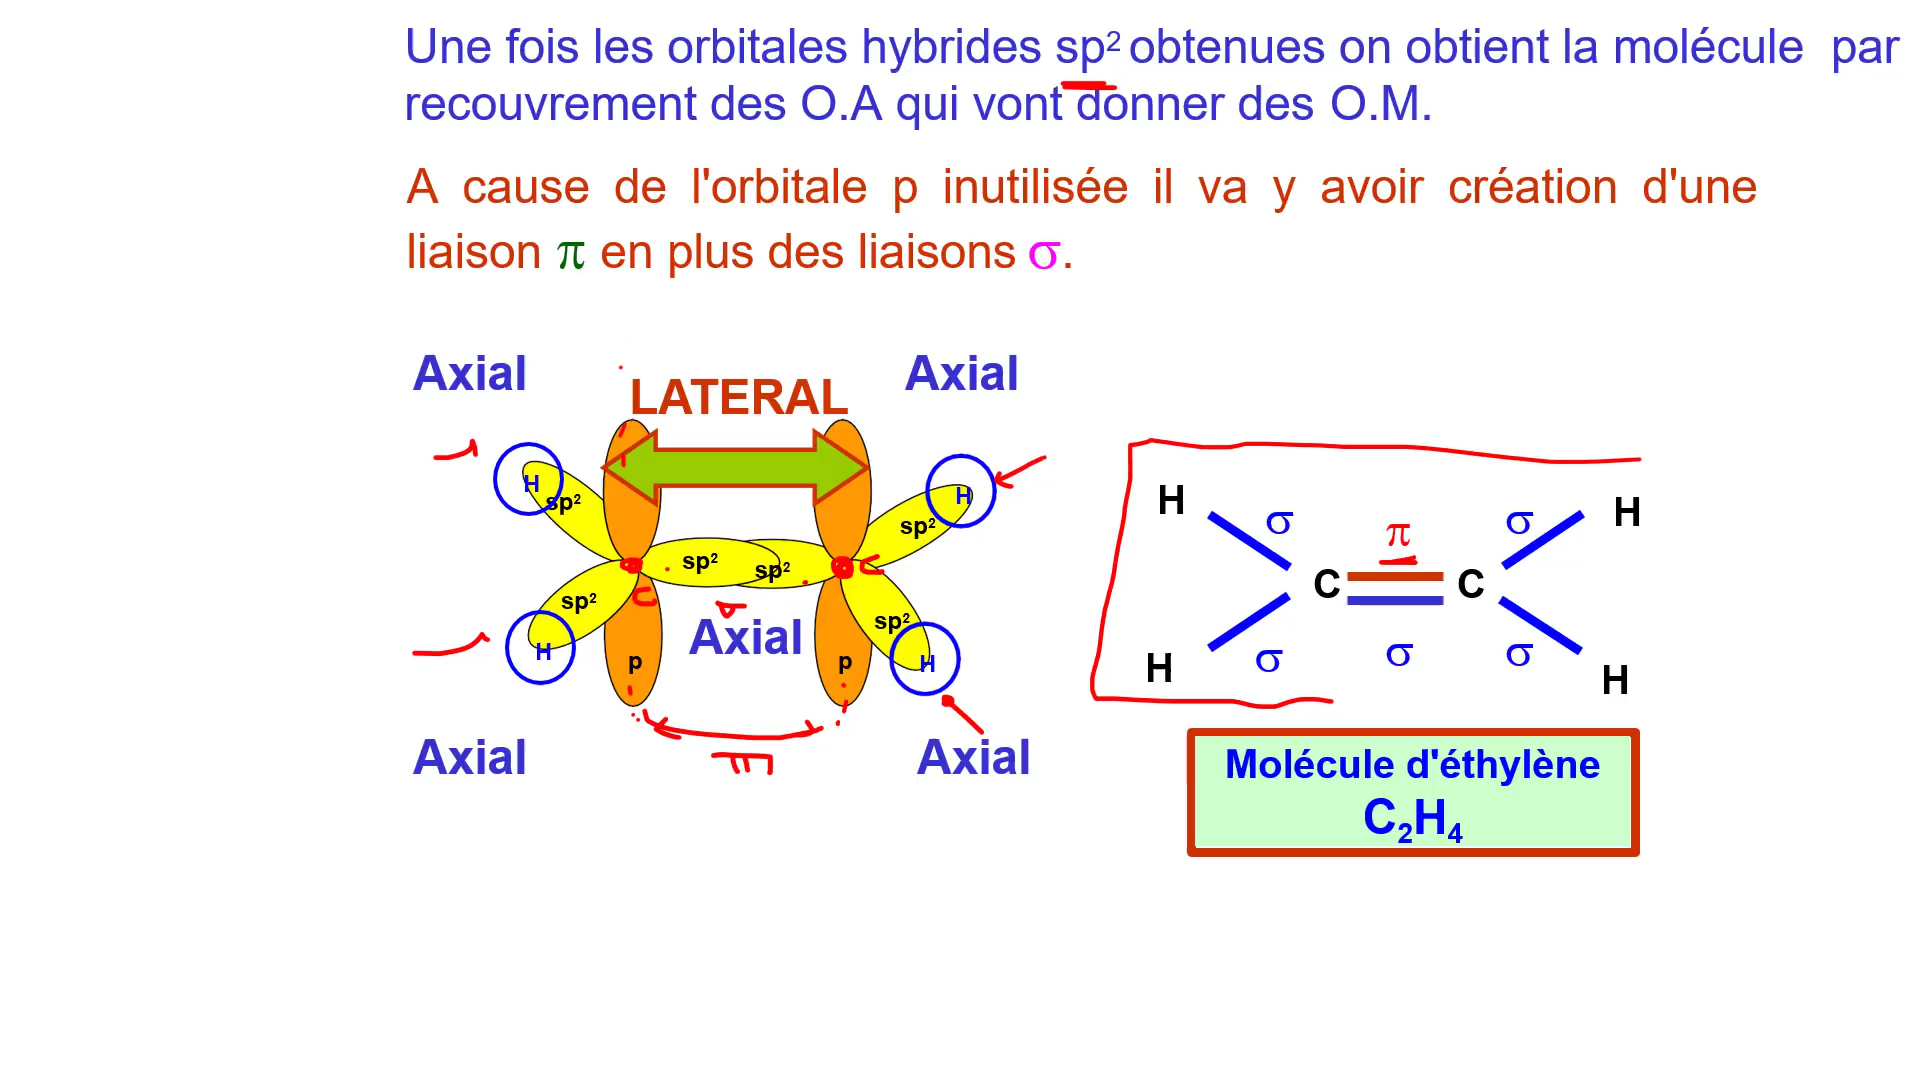 Une fois les orbitales hybrides sp² obtenues on obtient la molécule par
recouvrement des O.A qui vont donner des O.M.
A cause de l'orbitale p inutilisée il va y avoir création d'une
liaison π en plus des liaisons σ.
Axial
Axial
LATERAL
H
sp²
H
sp²
sp²
sp²
sp²
H
sp²
H
p
p
Axial
Axial
Axial
H
σ
π
σ
H
C
C
H
σ
σ
σ
H
Molécule d'éthylène
C₂H₄